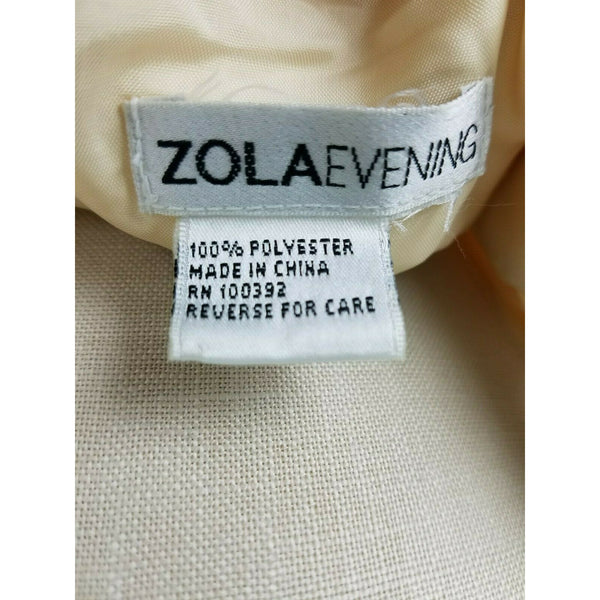 ZOLAEVENING
100% POLYESTER
MADE IN CHINA
RN 100392
REVERSE FOR CARE